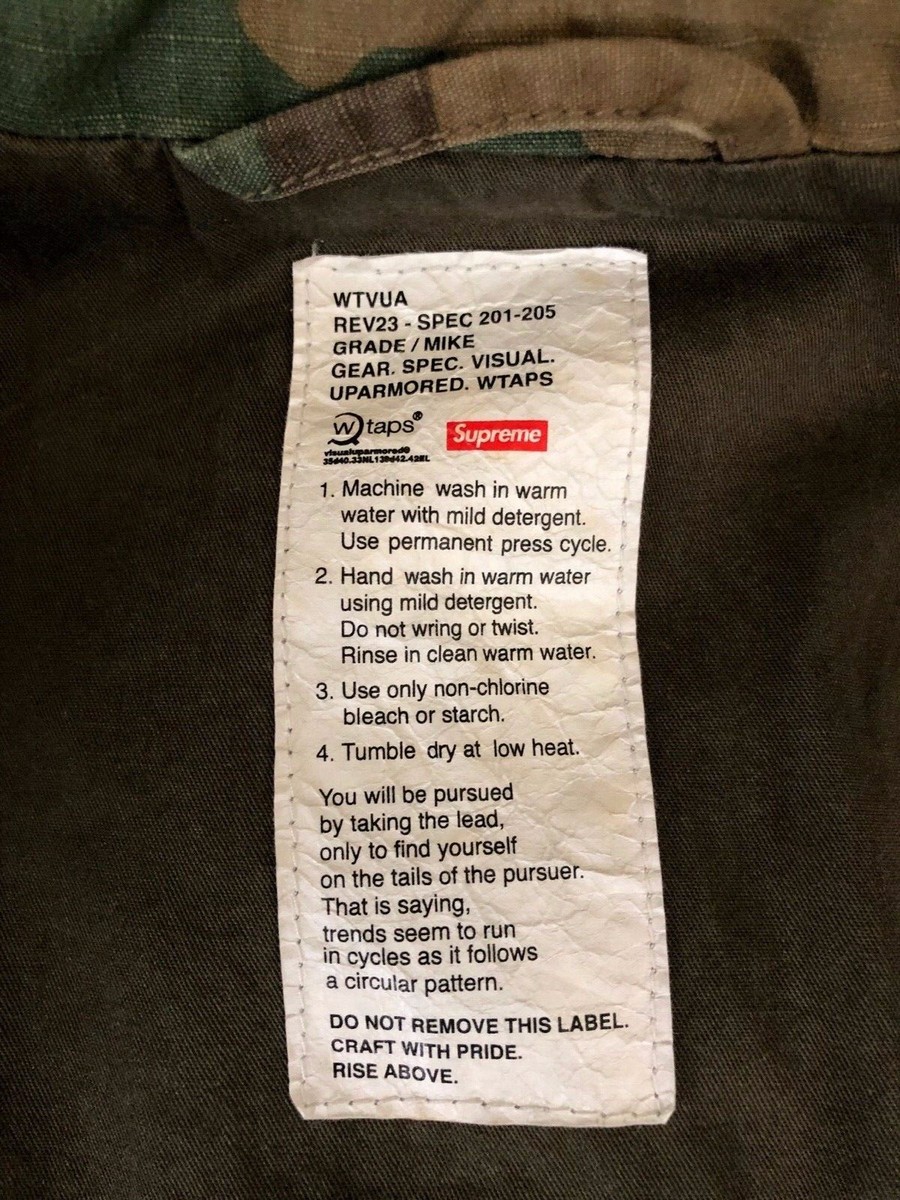 WTVUA
REV23 - SPEC 201-205
GRADE / MIKE
GEAR. SPEC. VISUAL.
UPARMORED. WTAPS
Wtaps®
Supreme
visualuparmored®
1. Machine wash in warm
water with mild detergent.
Use permanent press cycle.
2. Hand wash in warm water
using mild detergent.
Do not wring or twist.
Rinse in clean warm water.
3. Use only non-chlorine
bleach or starch.
4. Tumble dry at low heat.
You will be pursued
by taking the lead,
only to find yourself
on the tails of the pursuer.
That is saying,
trends seem to run
in cycles as it follows
a circular pattern.
DO NOT REMOVE THIS LABEL.
CRAFT WITH PRIDE.
RISE ABOVE.